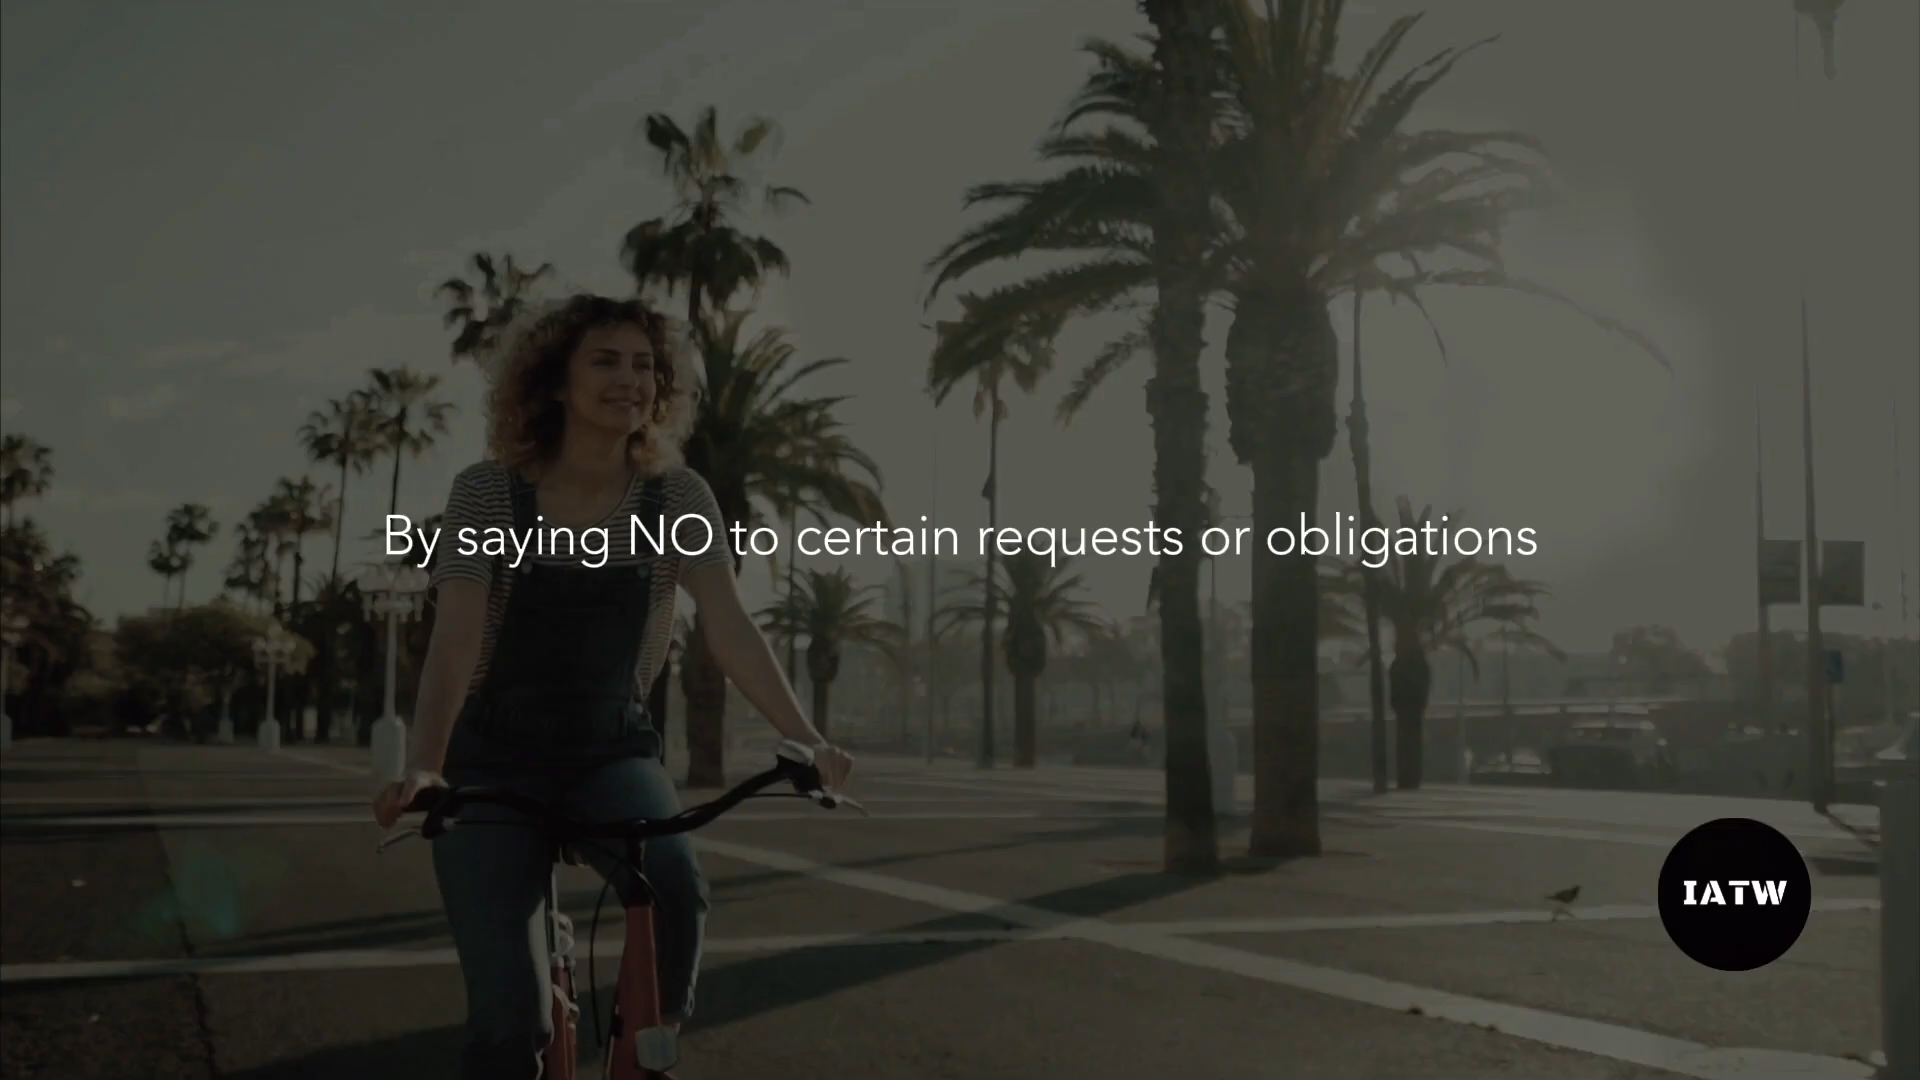 By saying NO to certain requests or obligations
IATW